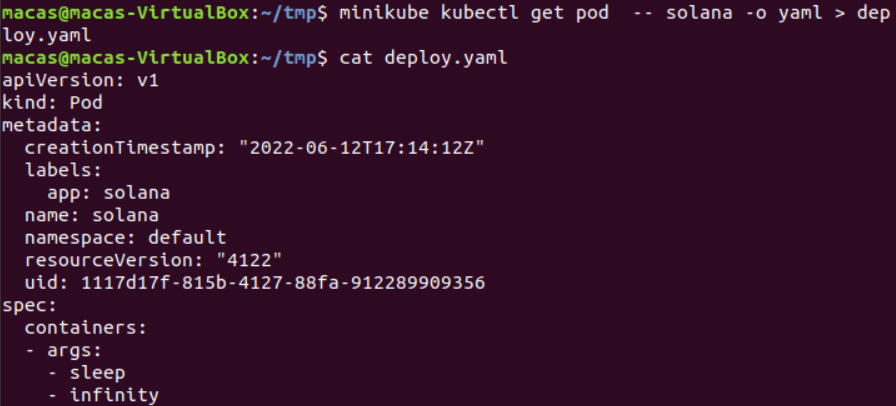 macas@macas-VirtualBox:~/tmp$ minikube kubectl get pod  -- solana -o yaml > dep
loy.yaml
macas@macas-VirtualBox:~/tmp$ cat deploy.yaml
apiVersion: v1
kind: Pod
metadata:
  creationTimestamp: "2022-06-12T17:14:12Z"
  labels:
    app: solana
  name: solana
  namespace: default
  resourceVersion: "4122"
  uid: 1117d17f-815b-4127-88fa-912289909356
spec:
  containers:
  - args:
    - sleep
    - infinity